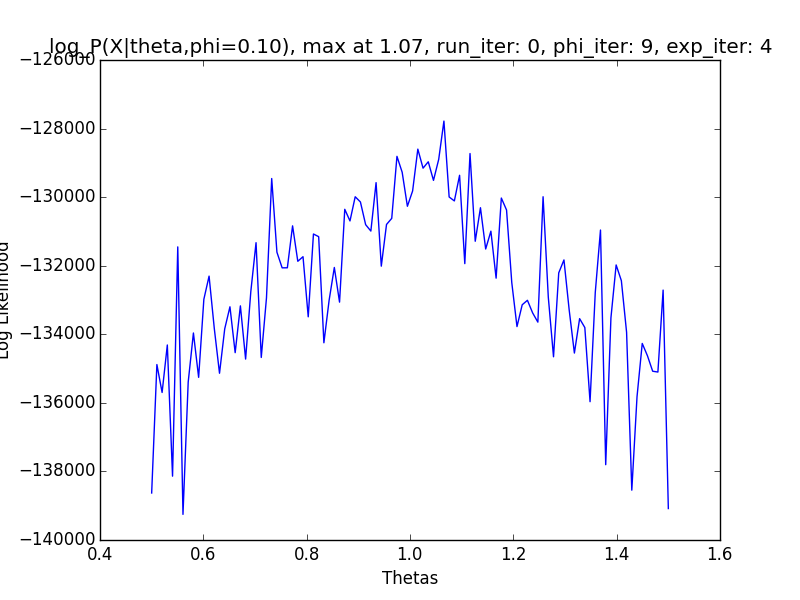 log_P(X|theta,phi=0.10), max at 1.07, run_iter: 0, phi_iter: 9, exp_iter: 4
−126000
−128000
−130000
−132000
−134000
−136000
−138000
−140000
Log Likelihood
0.4 0.6 0.8 1.0 1.2 1.4 1.6
Thetas